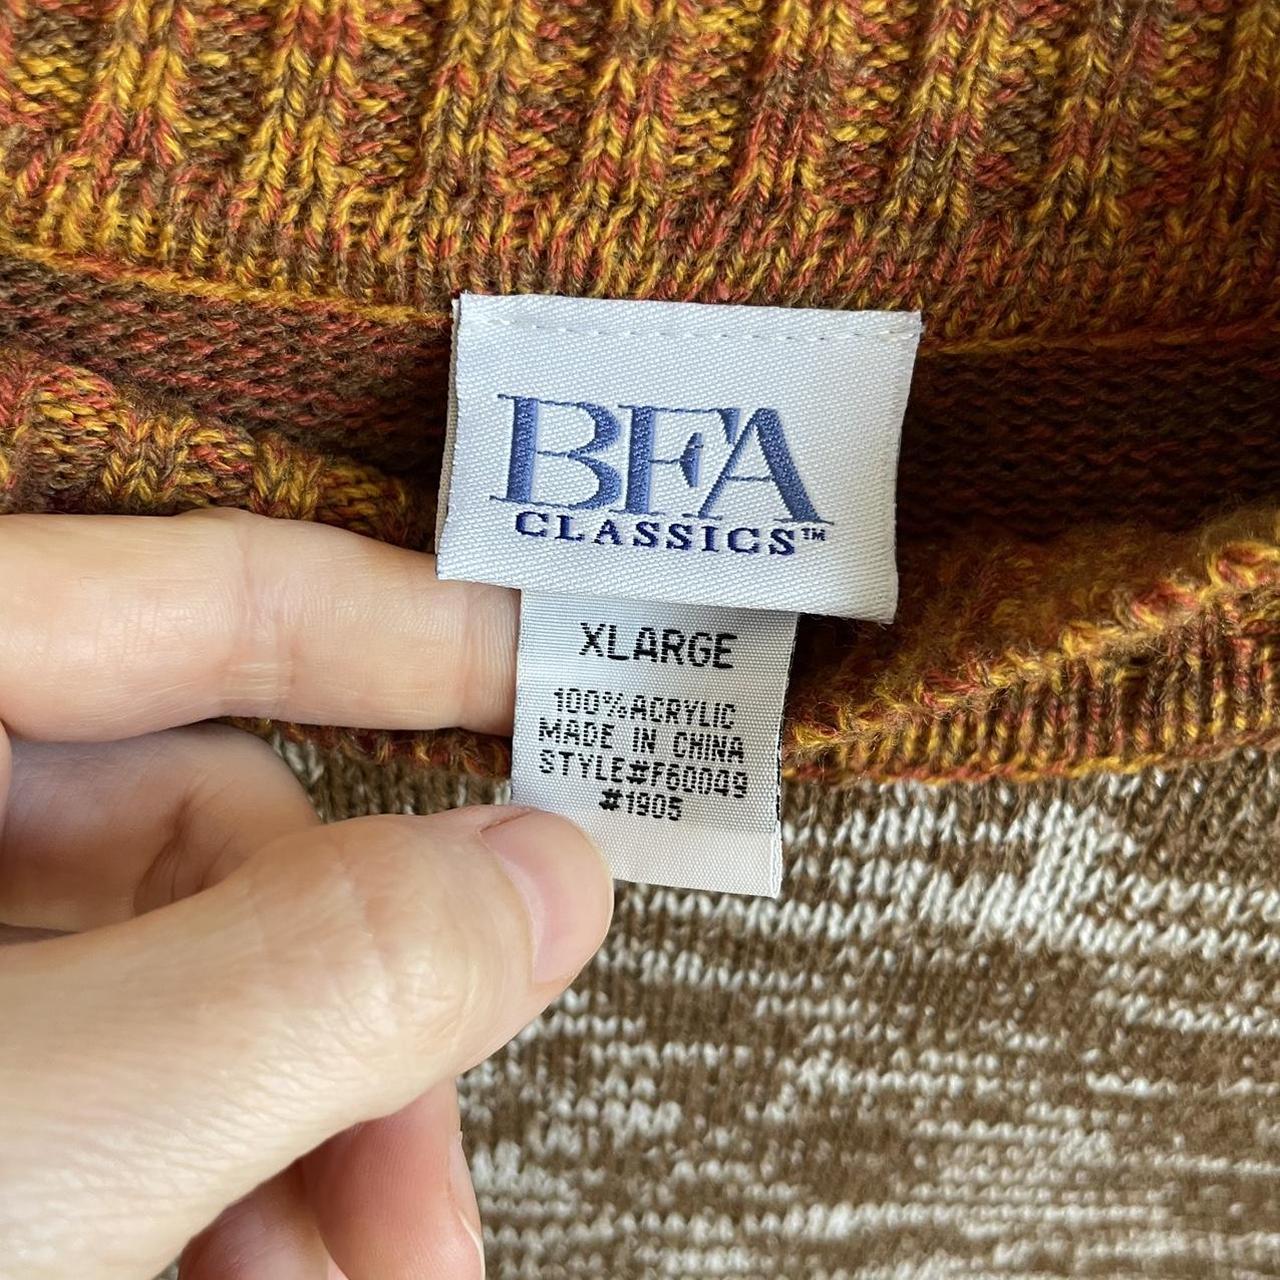 BFA
CLASSICS™
XLARGE
100%ACRYLIC
MADE IN CHINA
STYLE#F60049
#1905